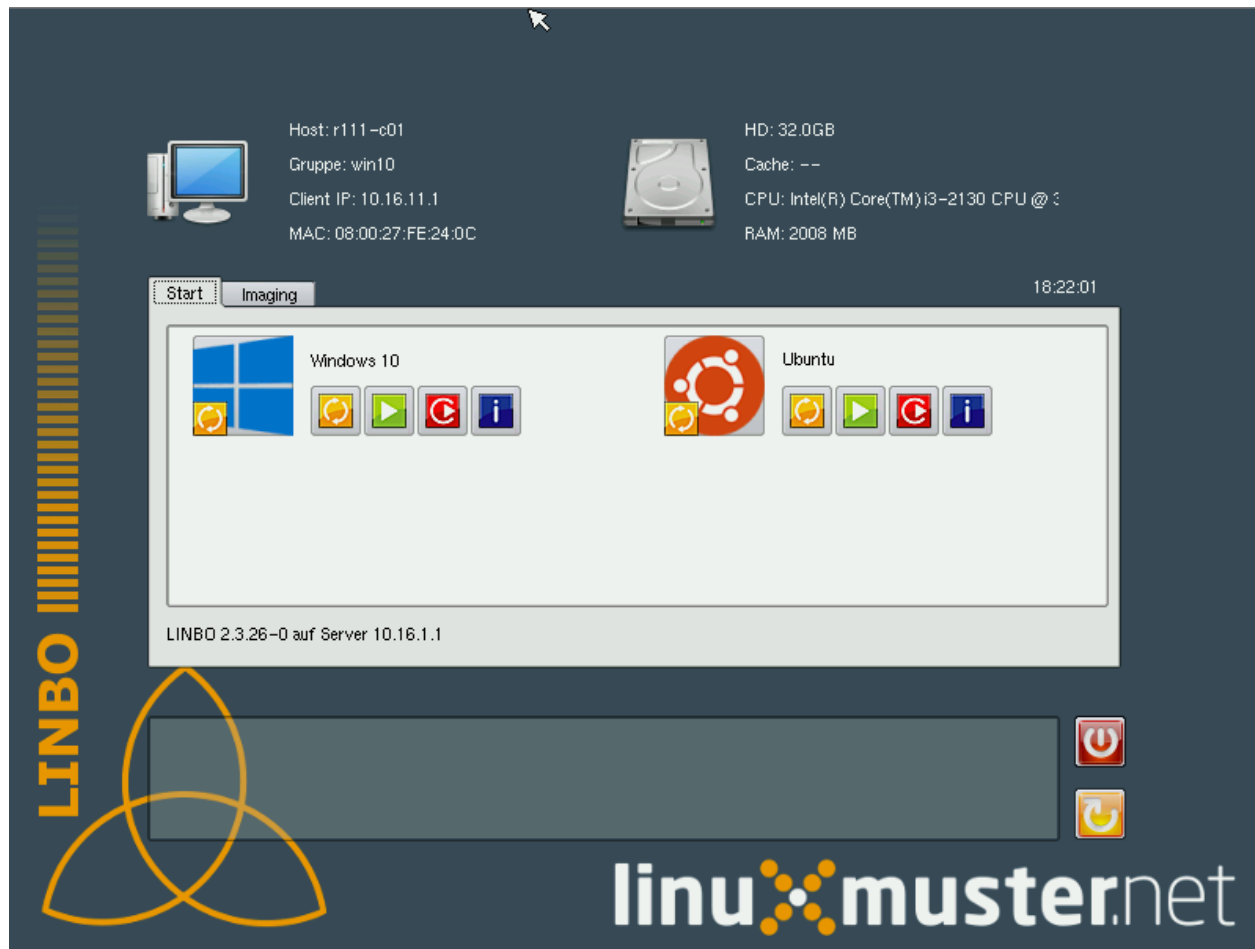 Host: r111-c01
Gruppe: win10
Client IP: 10.16.11.1
MAC: 08:00:27:FE:24:0C
HD: 32.0GB
Cache: --
CPU: Intel(R) Core(TM) i3-2130 CPU @ 3
RAM: 2008 MB
Start Imaging 18:22:01
Windows 10
Ubuntu
LINBO 2.3.26-0 auf Server 10.16.1.1
LINBO
linuxmuster.net